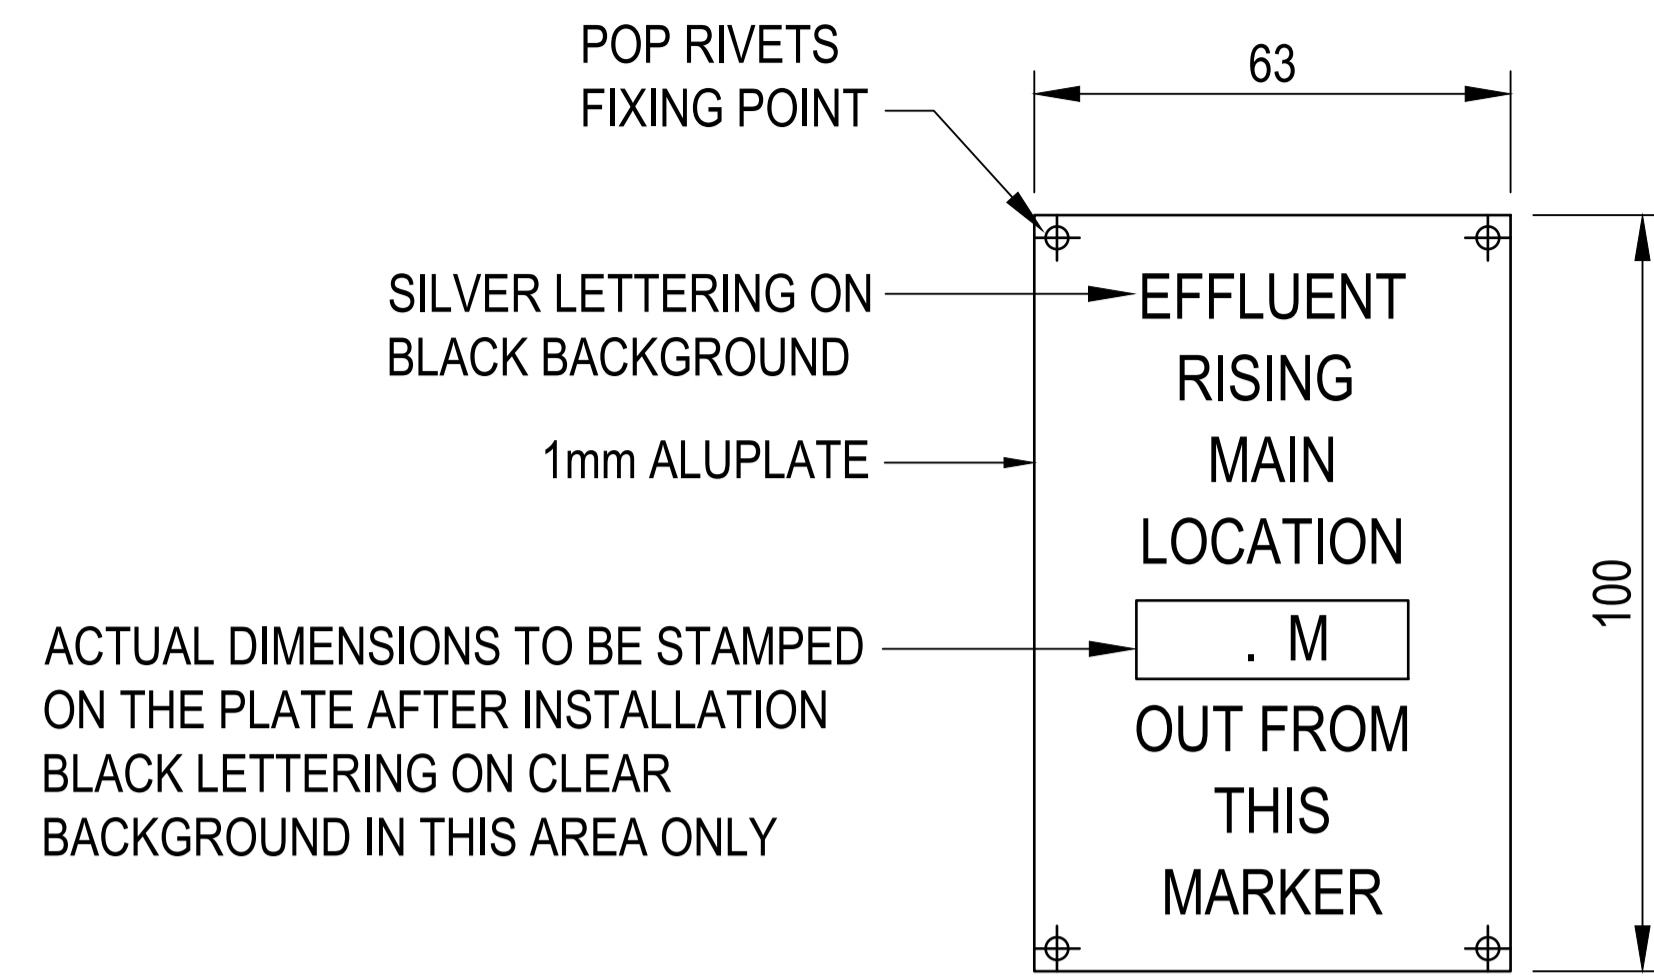 POP RIVETS
FIXING POINT
63
SILVER LETTERING ON
BLACK BACKGROUND
1mm ALUPLATE
ACTUAL DIMENSIONS TO BE STAMPED
ON THE PLATE AFTER INSTALLATION
BLACK LETTERING ON CLEAR
BACKGROUND IN THIS AREA ONLY
EFFLUENT
RISING
MAIN
LOCATION
. M
OUT FROM
THIS
MARKER
100